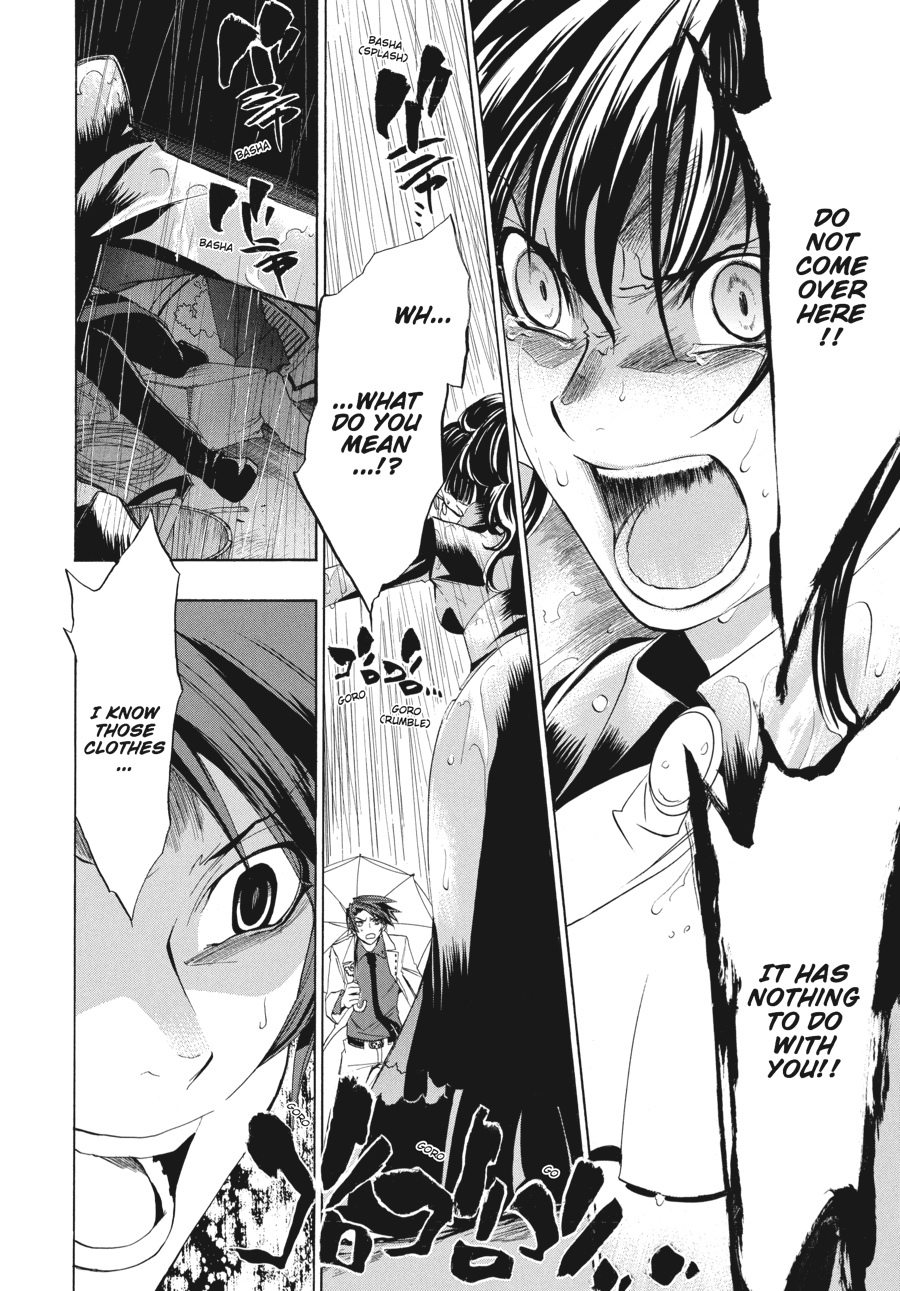 DO
NOT
COME
OVER
HERE
!!
IT HAS
NOTHING
TO DO
WITH
YOU!!
BASHA
(SPLASH)
バシャ…
WH...
...WHAT
DO YOU
MEAN
...!?
ゴロゴロ…
GORO
GORO
(RUMBLE)
バシャ
BASHA
バシャ
BASHA
I KNOW
THOSE
CLOTHES
...
GORO
GORO
GO